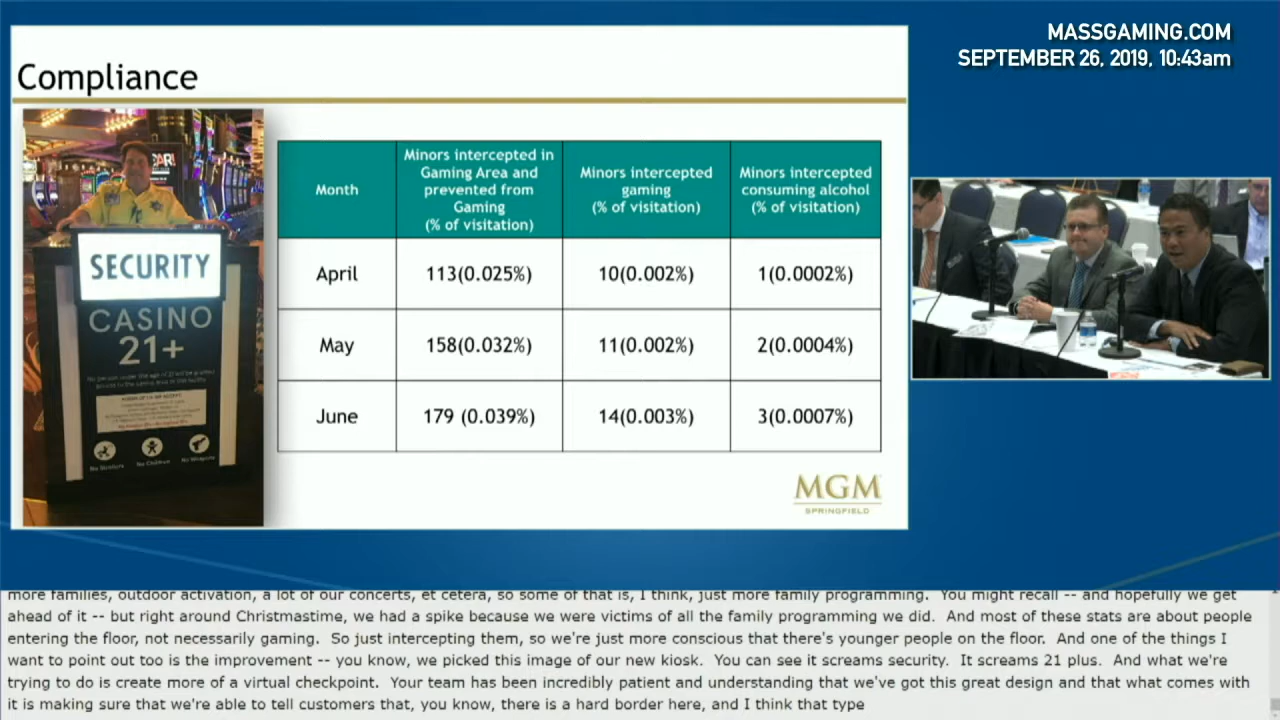 MASSGAMING.COM
SEPTEMBER 26, 2019, 10:43am
Compliance
SECURITY
CASINO
21+
No Children
No Weapons
Month
Minors intercepted in
Gaming Area and
prevented from
Gaming
(% of visitation)
Minors intercepted
gaming
(% of visitation)
Minors intercepted
consuming alcohol
(% of visitation)
April 113(0.025%) 10(0.002%) 1(0.0002%)
May 158(0.032%) 11(0.002%) 2(0.0004%)
June 179 (0.039%) 14(0.003%) 3(0.0007%)
MGM
SPRINGFIELD
more families, outdoor activation, a lot of our concerts, et cetera, so some of that is, I think, just more family programming. You might recall -- and hopefully we get
ahead of it -- but right around Christmastime, we had a spike because we were victims of all the family programming we did. And most of these stats are about people
entering the floor, not necessarily gaming. So just intercepting them, so we're just more conscious that there's younger people on the floor. And one of the things I
want to point out too is the improvement -- you know, we picked this image of our new kiosk. You can see it screams security. It screams 21 plus. And what we're
trying to do is create more of a virtual checkpoint. Your team has been incredibly patient and understanding that we've got this great design and that what comes with
it is making sure that we're able to tell customers that, you know, there is a hard border here, and I think that type